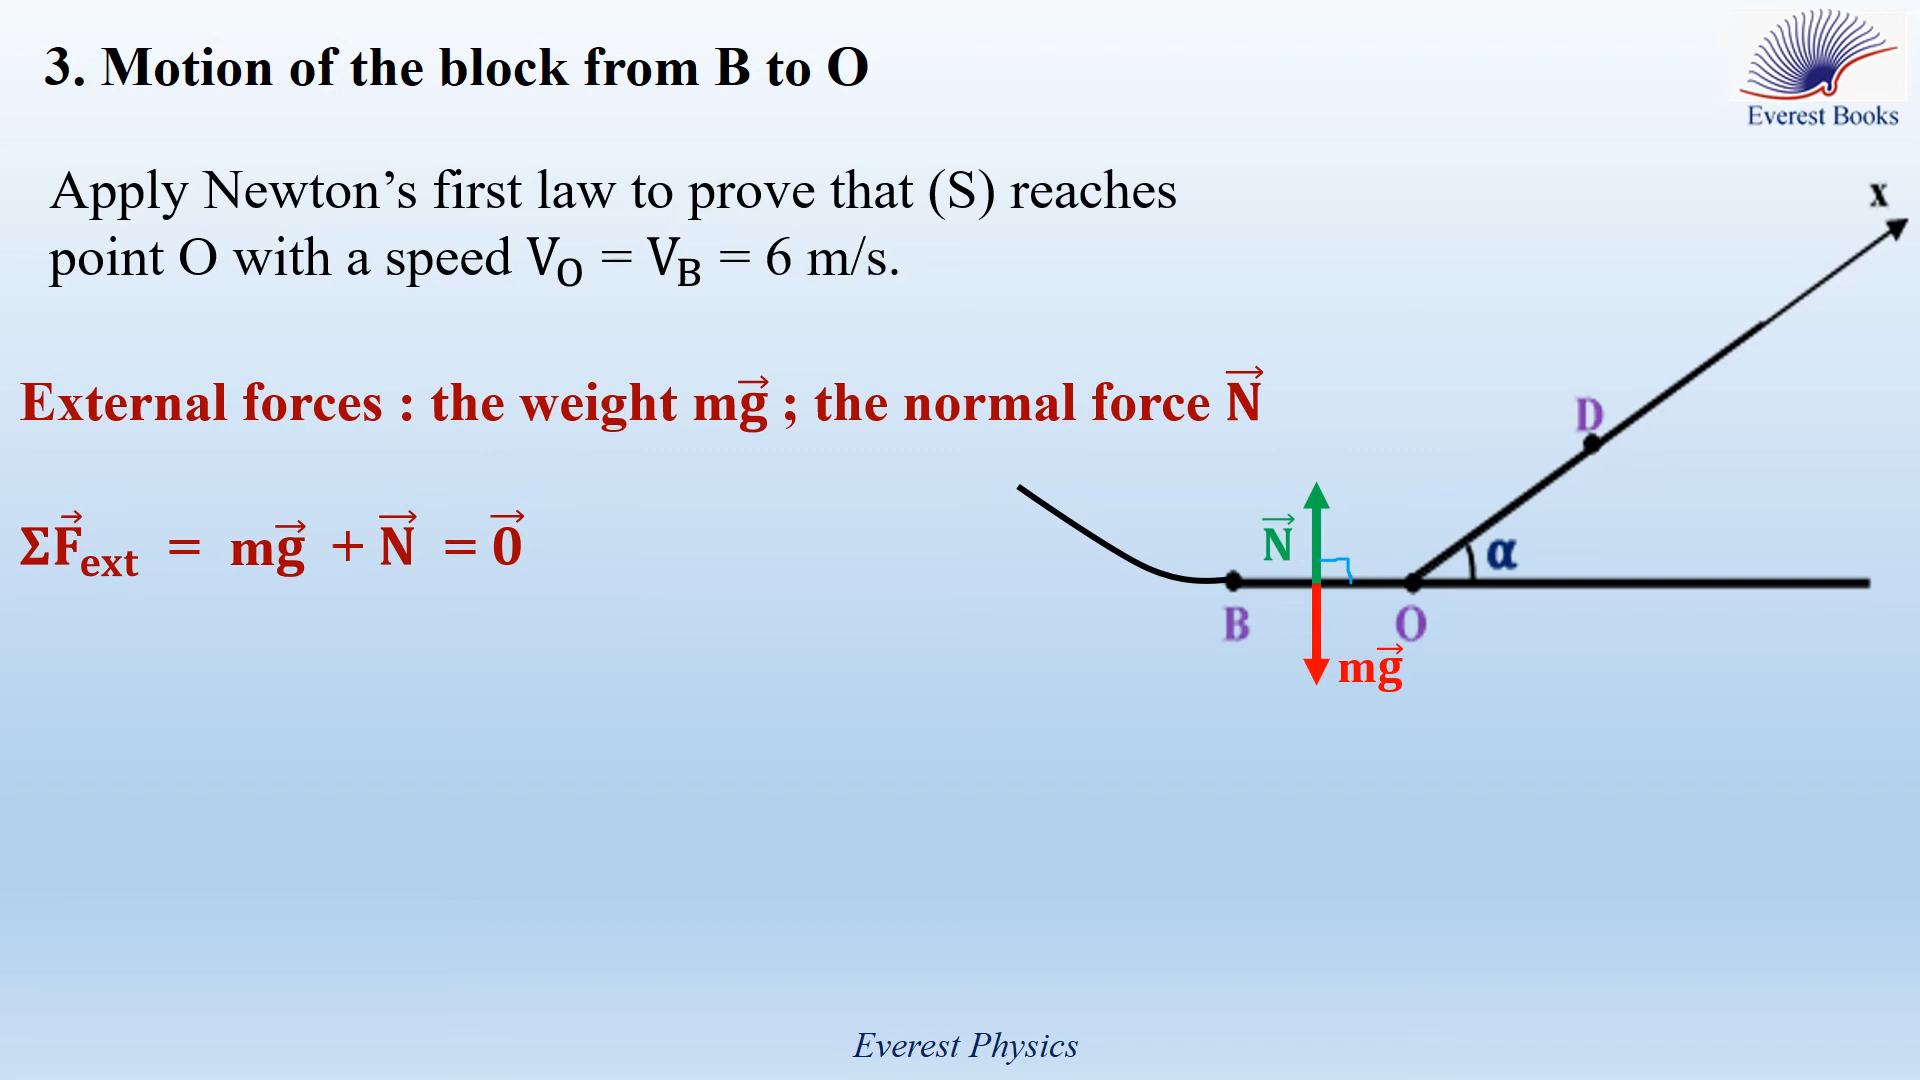 3. Motion of the block from B to O
Everest Books
Apply Newton’s first law to prove that (S) reaches
point O with a speed V_O = V_B = 6 m/s.
x
External forces : the weight mg⃗ ; the normal force N⃗
D
ΣF⃗_ext = mg⃗ + N⃗ = 0⃗
N⃗
α
B
O
mg⃗
Everest Physics